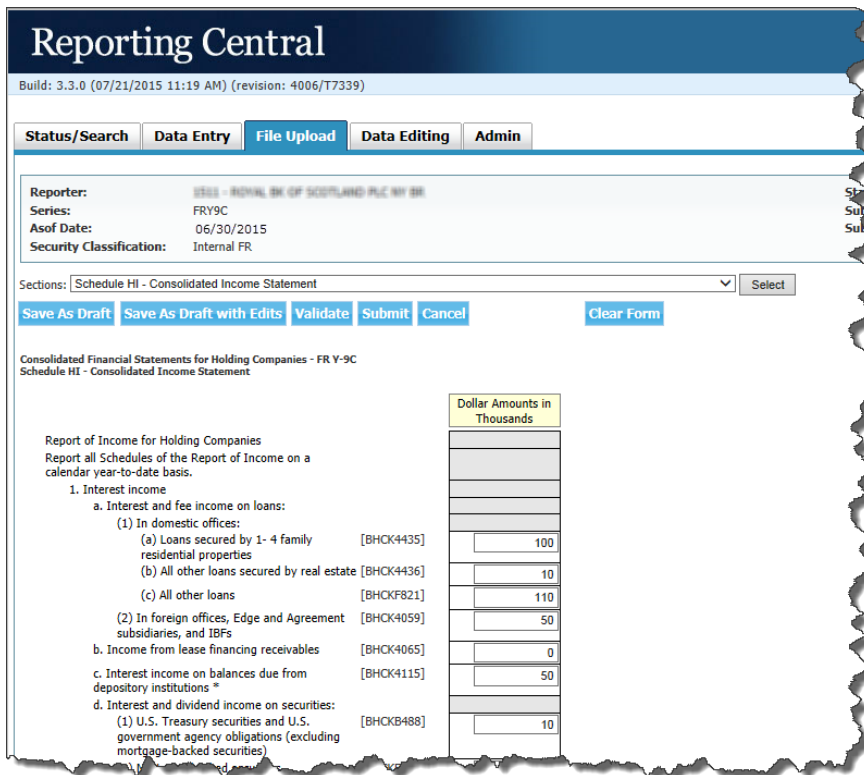 Reporting Central
Build: 3.3.0 (07/21/2015 11:19 AM) (revision: 4006/T7339)
Status/Search Data Entry File Upload Data Editing Admin
Reporter:
Series: FRY9C
Asof Date: 06/30/2015
Security Classification: Internal FR
Sections: Schedule HI - Consolidated Income Statement Select
Save As Draft Save As Draft with Edits Validate Submit Cancel Clear Form
Consolidated Financial Statements for Holding Companies - FR Y-9C
Schedule HI - Consolidated Income Statement
Dollar Amounts in
Thousands
Report of Income for Holding Companies
Report all Schedules of the Report of Income on a
calendar year-to-date basis.
1. Interest income
a. Interest and fee income on loans:
(1) In domestic offices:
(a) Loans secured by 1- 4 family [BHCK4435] 100
residential properties
(b) All other loans secured by real estate [BHCK4436] 10
(c) All other loans [BHCKF821] 110
(2) In foreign offices, Edge and Agreement [BHCK4059] 50
subsidiaries, and IBFs
b. Income from lease financing receivables [BHCK4065] 0
c. Interest income on balances due from [BHCK4115] 50
depository institutions *
d. Interest and dividend income on securities:
(1) U.S. Treasury securities and U.S. [BHCKB488] 10
government agency obligations (excluding
mortgage-backed securities)